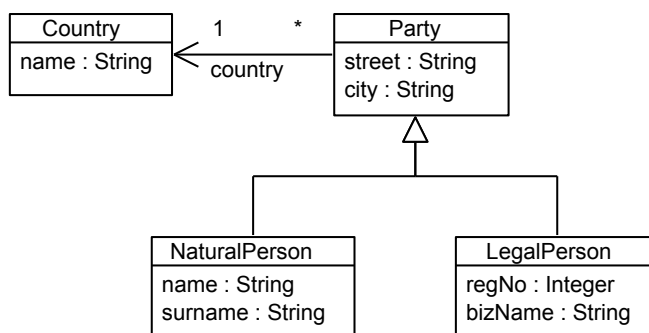 Country
name : String
1
*
country
Party
street : String
city : String
NaturalPerson
name : String
surname : String
LegalPerson
regNo : Integer
bizName : String